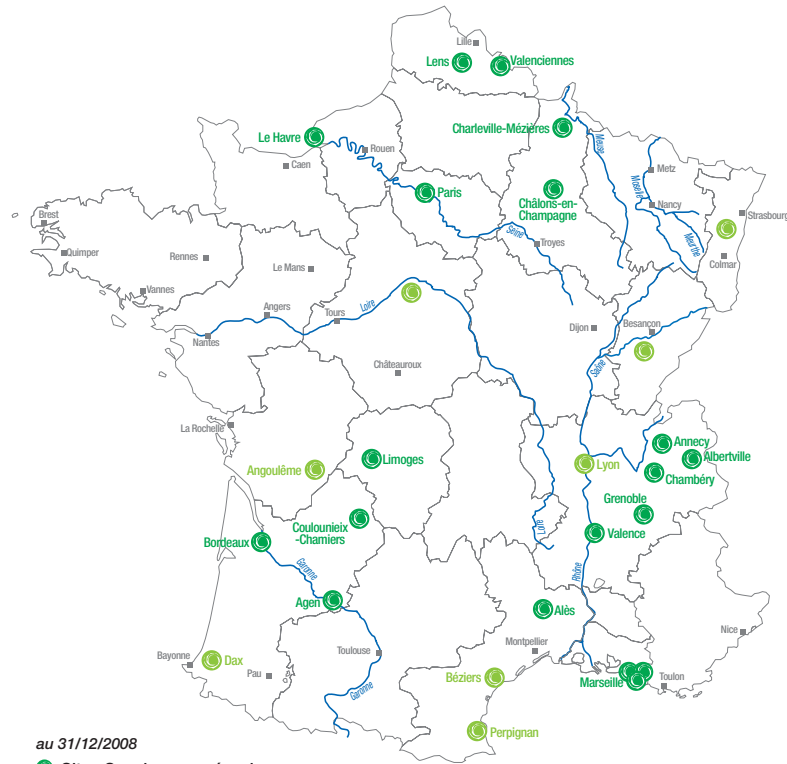 Lille
Lens
Valenciennes
Le Havre
Charleville-Mézières
Rouen
Caen
Meuse
Metz
Moselle
Paris
Châlons-en-
Champagne
Nancy
Strasbourg
Meurthe
Seine
Troyes
Brest
Quimper
Rennes
Le Mans
Colmar
Vannes
Angers
Loire
Tours
Nantes
Dijon
Besançon
Saône
Châteauroux
La Rochelle
Annecy
Limoges
Lyon
Albertville
Angoulême
Chambéry
Grenoble
Coulounieix
-Chamiers
Loire
Valence
Bordeaux
Garonne
Rhône
Agen
Alès
Nice
Montpellier
Toulouse
Bayonne
Dax
Pau
Béziers
Marseille
Toulon
Garonne
Perpignan
au 31/12/2008